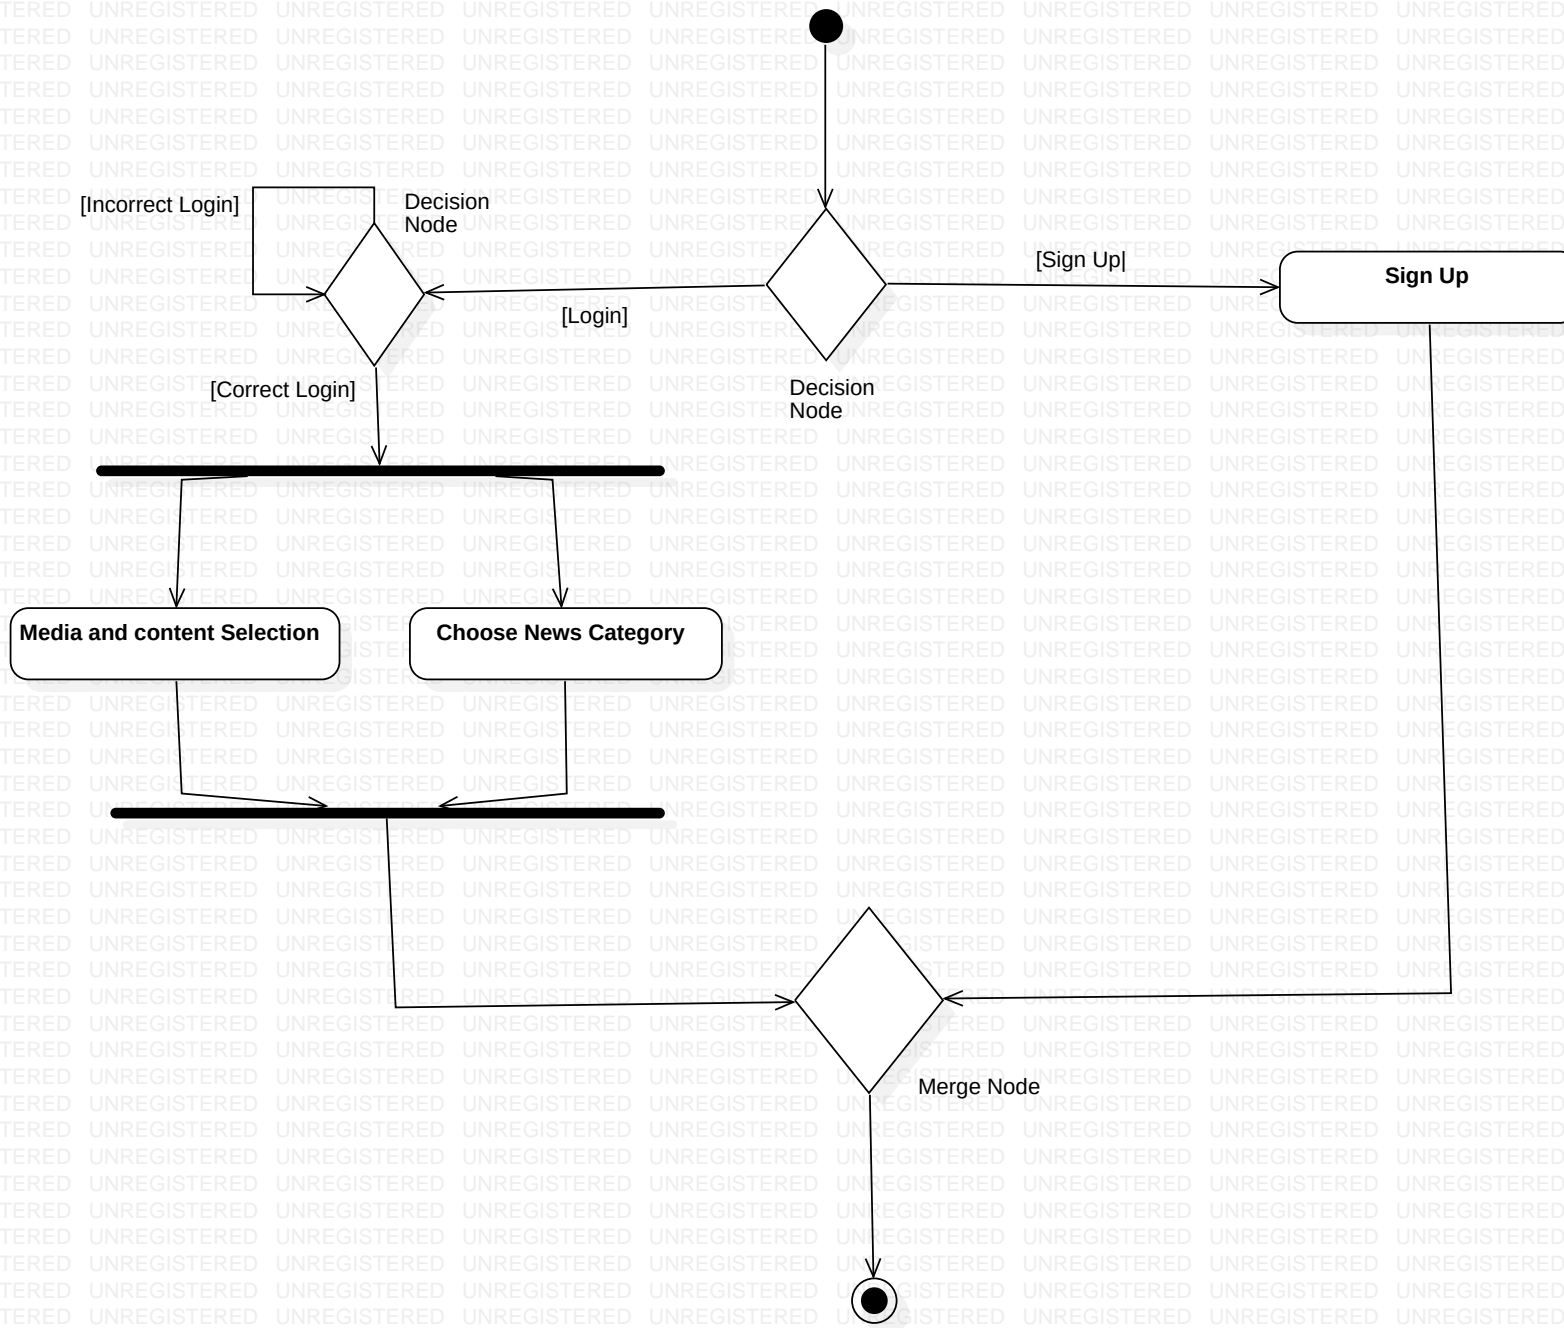 [Incorrect Login]
Decision
Node
[Sign Up|
Sign Up
[Login]
[Correct Login]
Decision
Node
Media and content Selection
Choose News Category
Merge Node
UNREGISTERED